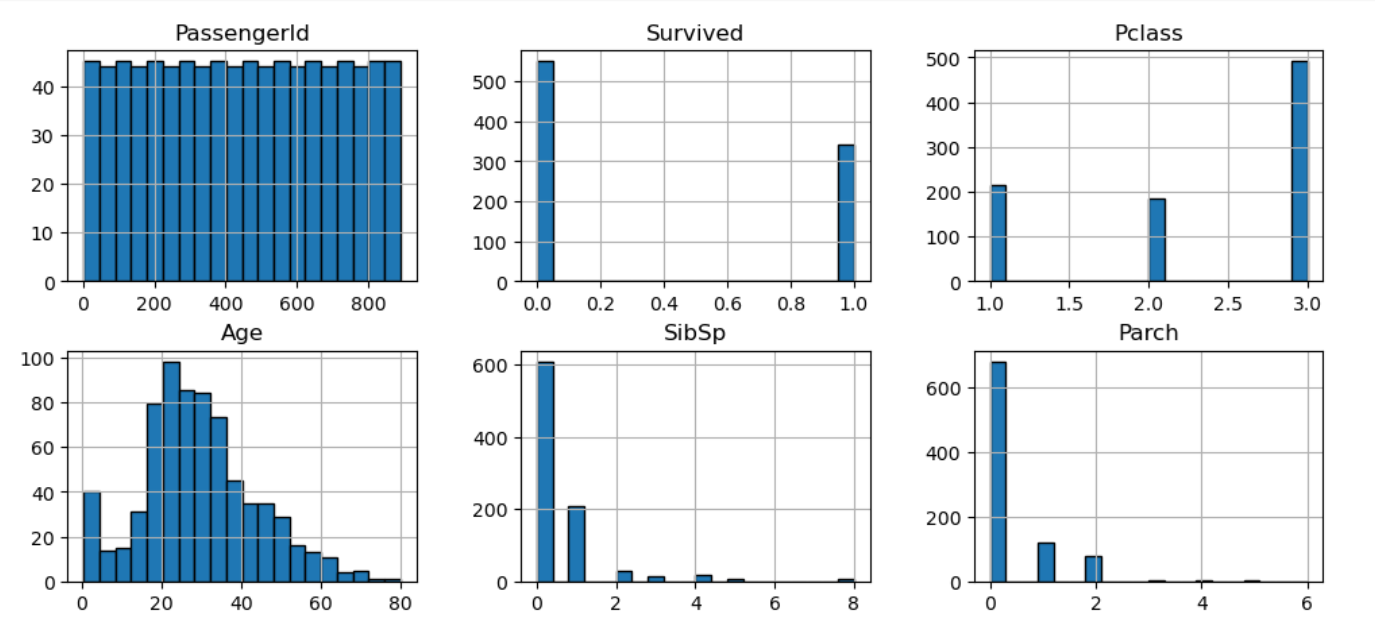 PassengerId Survived Pclass
40 500 500
30 400 400
20 300 300
10 200 200
0 100 100
0 0
0 200 400 600 800 0.0 0.2 0.4 0.6 0.8 1.0 1.0 1.5 2.0 2.5 3.0
Age SibSp Parch
100 600 600
80 400 400
60 200 200
40 0 0
20
0
0 20 40 60 80 0 2 4 6 8 0 2 4 6